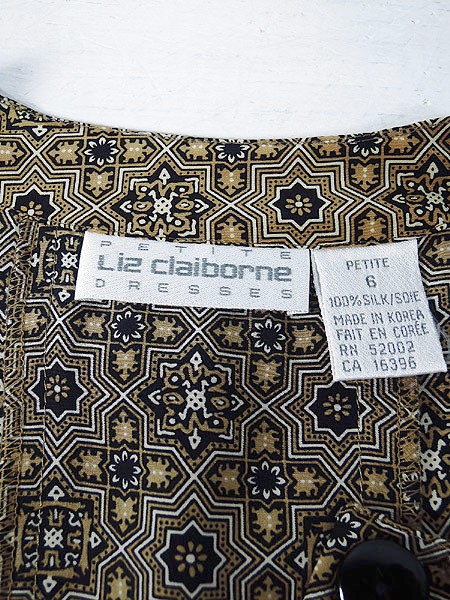 PETITE
Liz claiborne
DRESSES
PETITE
6
100%SILK/SOIE
MADE IN KOREA
FAIT EN CORÉE
RN 52002
CA 16396